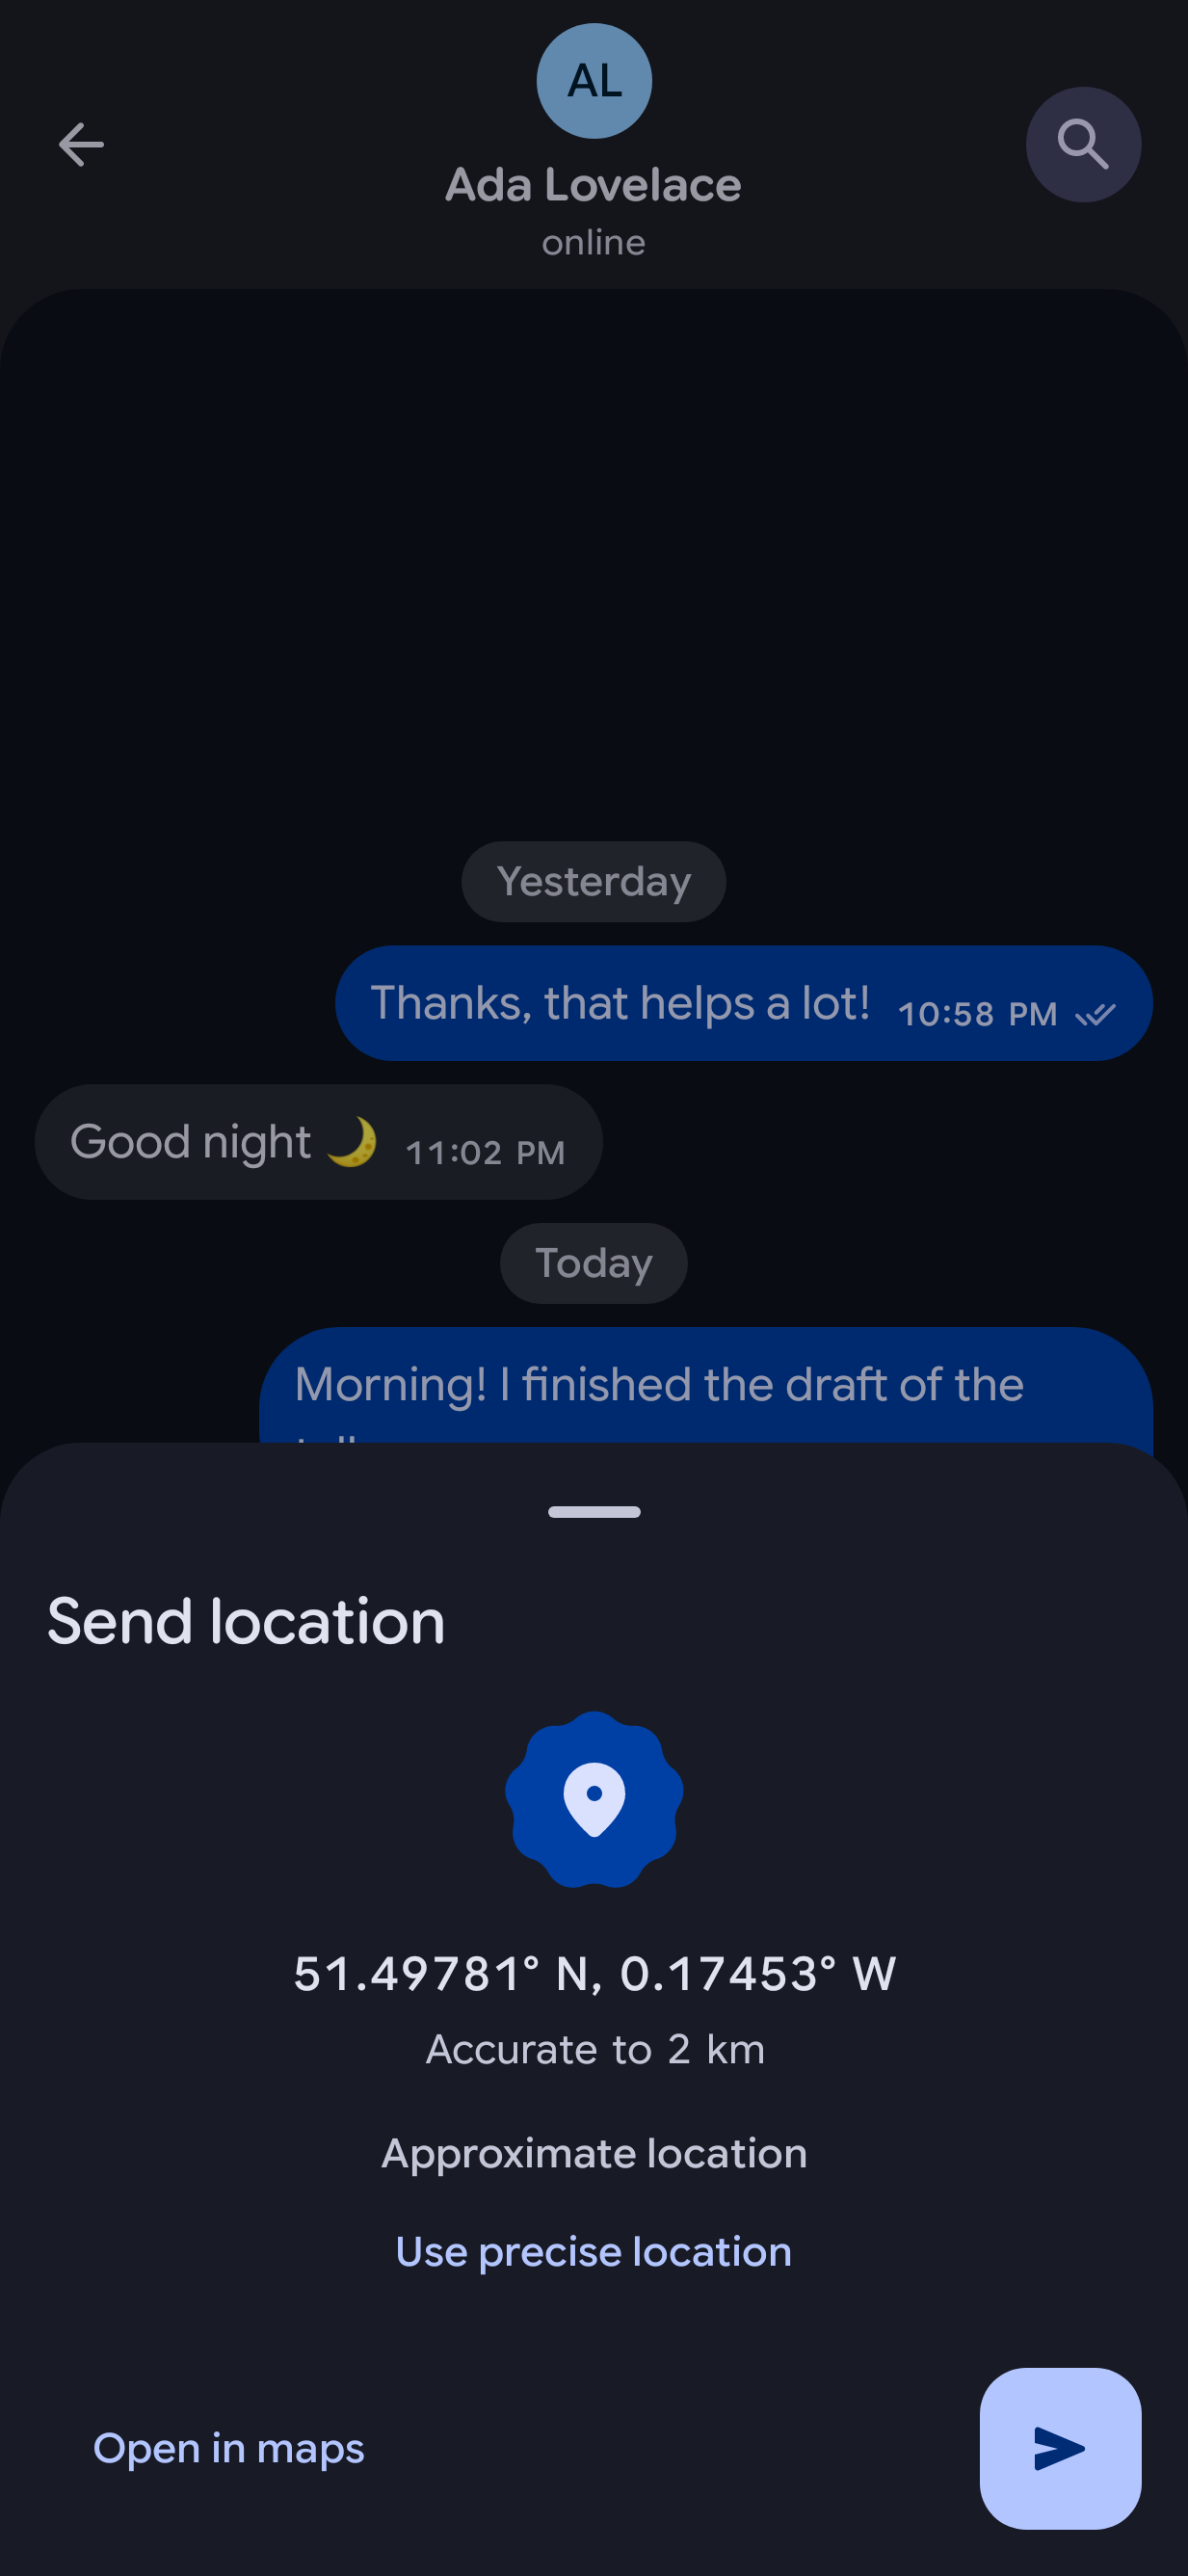 AL
Ada Lovelace
online
Yesterday
Thanks, that helps a lot! 10:58 PM
Good night 🌙 11:02 PM
Today
Morning! I finished the draft of the
Send location
51.49781° N, 0.17453° W
Accurate to 2 km
Approximate location
Use precise location
Open in maps